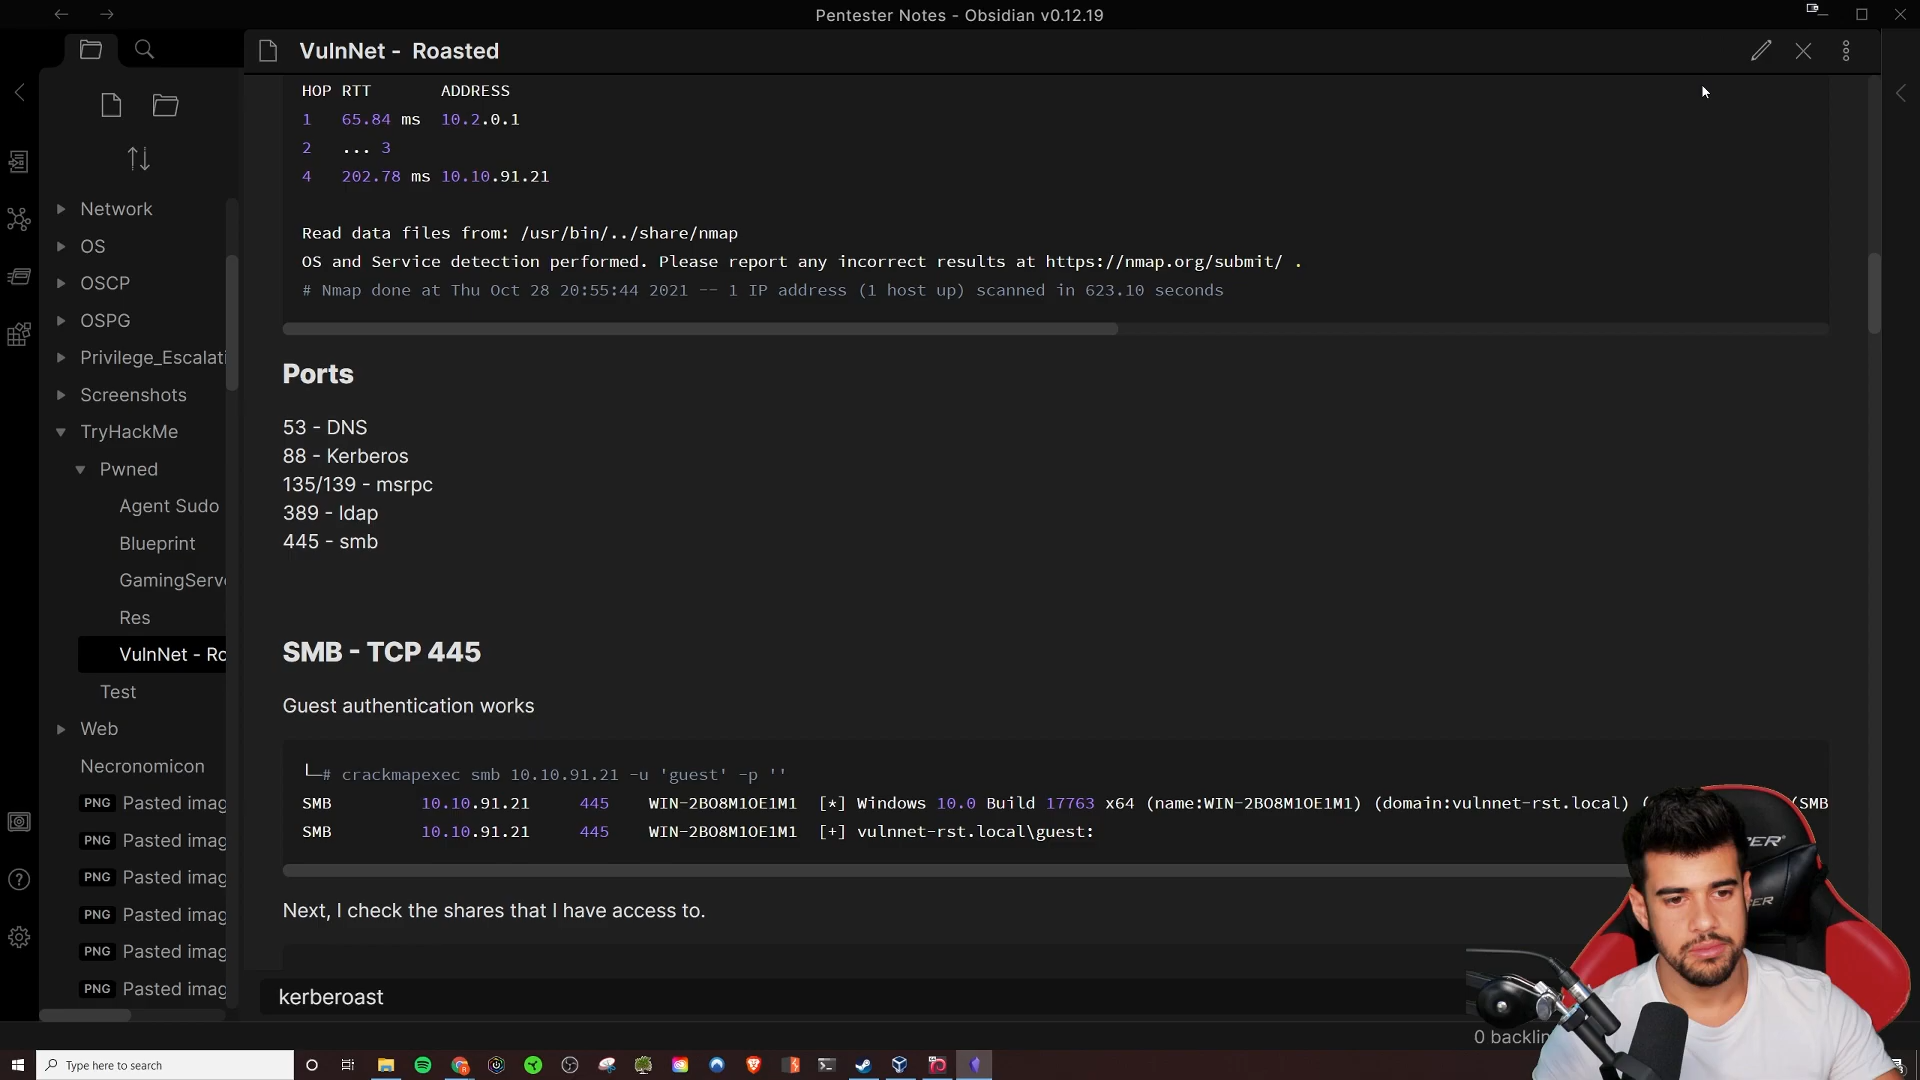 Pentester Notes - Obsidian v0.12.19
VulnNet - Roasted
HOP RTT ADDRESS
1 65.84 ms 10.2.0.1
2 ... 3
4 202.78 ms 10.10.91.21
Read data files from: /usr/bin/../share/nmap
OS and Service detection performed. Please report any incorrect results at https://nmap.org/submit/ .
# Nmap done at Thu Oct 28 20:55:44 2021 -- 1 IP address (1 host up) scanned in 623.10 seconds
Network
OS
OSCP
OSPG
Privilege_Escalati
Screenshots
TryHackMe
Pwned
Agent Sudo
Blueprint
GamingServe
Res
VulnNet - Ro
Test
Web
Necronomicon
PNG Pasted imag
PNG Pasted imag
PNG Pasted imag
PNG Pasted imag
PNG Pasted imag
PNG Pasted imag
Ports
53 - DNS
88 - Kerberos
135/139 - msrpc
389 - ldap
445 - smb
SMB - TCP 445
Guest authentication works
└─# crackmapexec smb 10.10.91.21 -u 'guest' -p ''
SMB 10.10.91.21 445 WIN-2BO8M1OE1M1 [*] Windows 10.0 Build 17763 x64 (name:WIN-2BO8M1OE1M1) (domain:vulnnet-rst.local) ( (SMB
SMB 10.10.91.21 445 WIN-2BO8M1OE1M1 [+] vulnnet-rst.local\guest:
Next, I check the shares that I have access to.
kerberoast
0 backlin
Type here to search